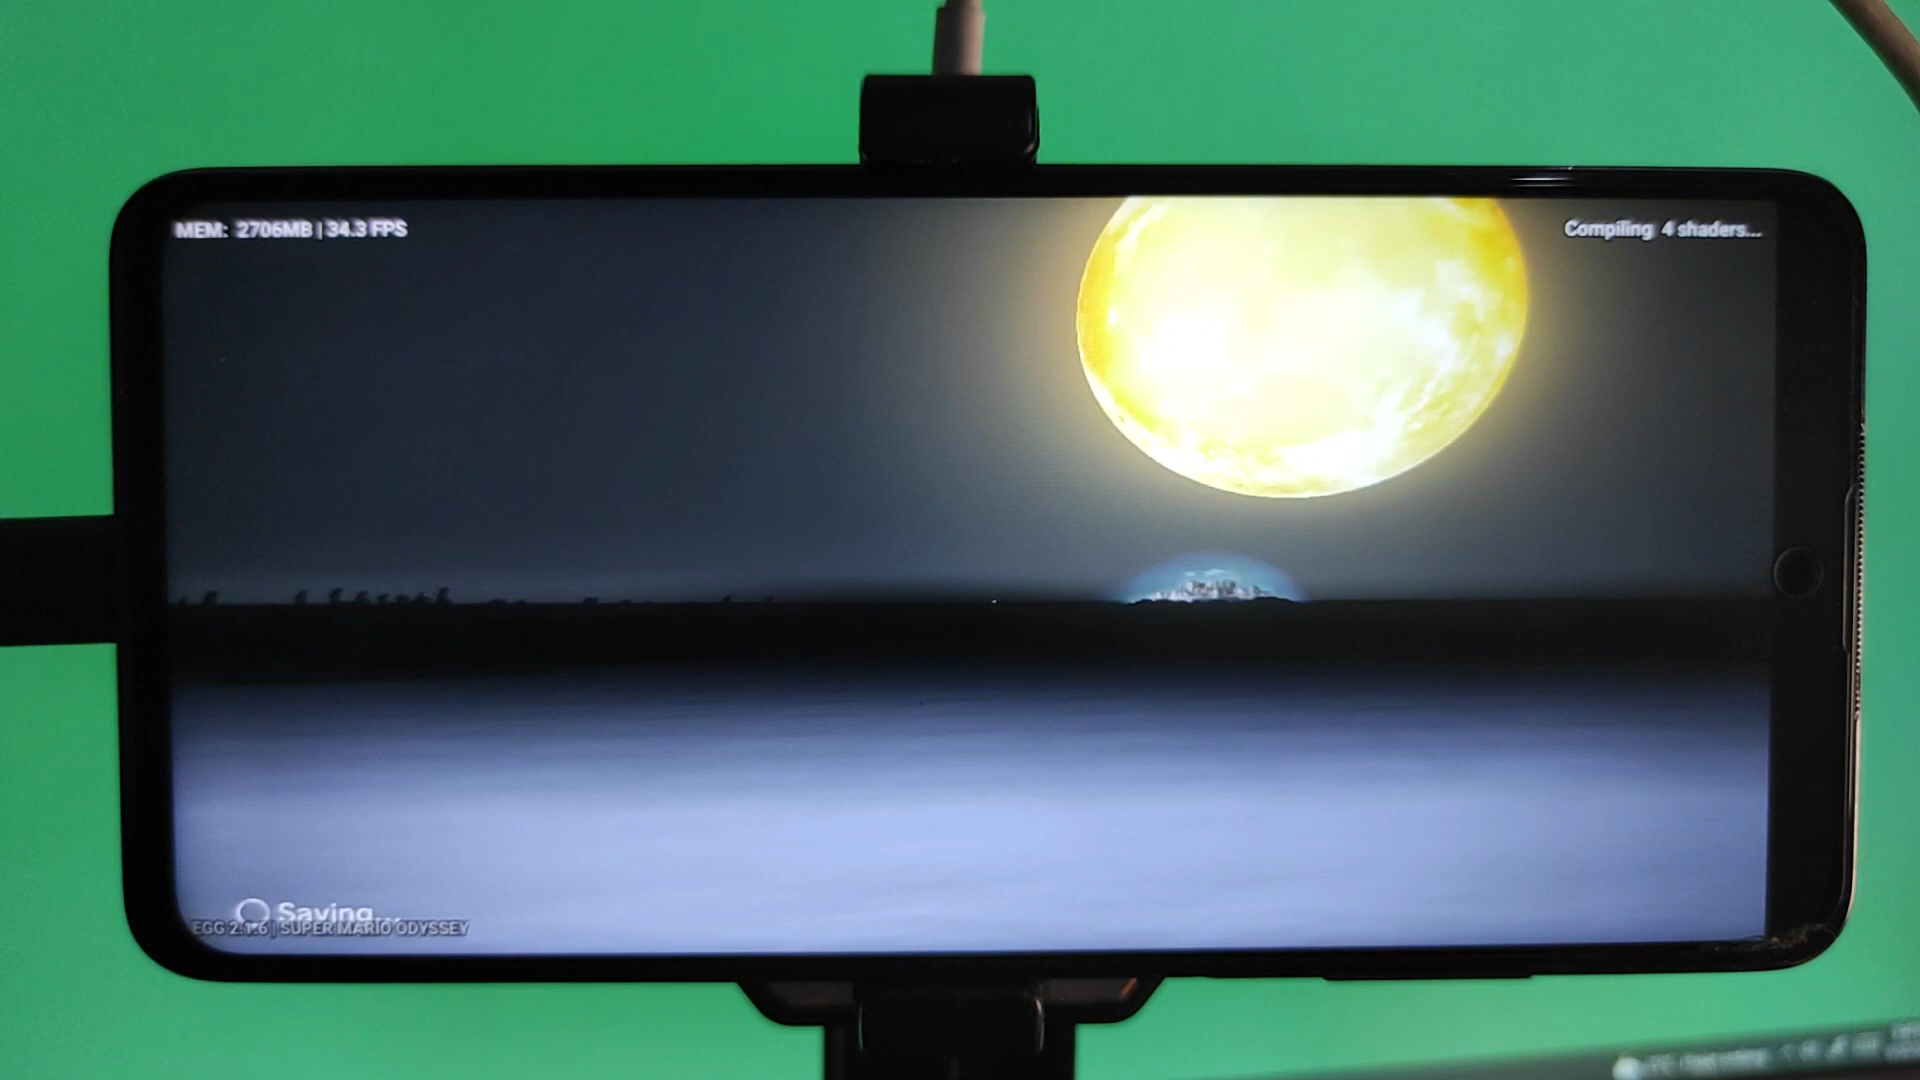 MEM: 2706MB | 34.3 FPS
Compiling 4 shaders...
Saving...
EGG 2.1.6 | SUPER MARIO ODYSSEY